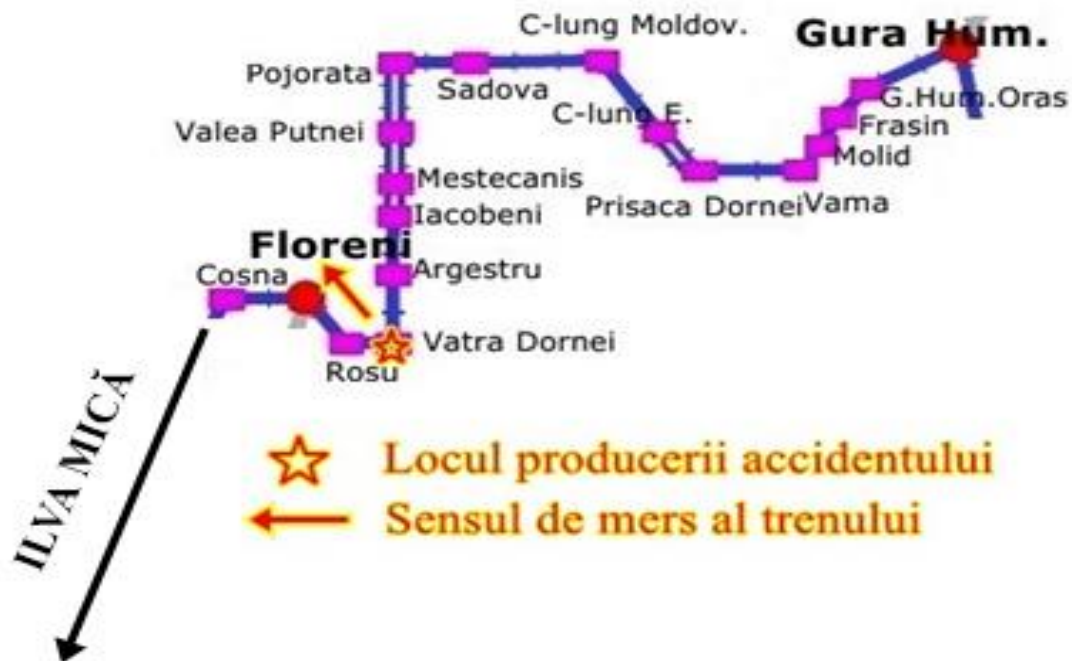 C-lung Moldov.
Gura Hum.
Pojorata
Sadova
G.Hum.Oras
C-lung E.
Frasin
Valea Putnei
Molid
Mestecanis
Prisaca Dornei
Vama
Iacobeni
Floreni
Argestru
Cosna
Vatra Dornei
Rosu
ILVA MICĂ
Locul producerii accidentului
Sensul de mers al trenului